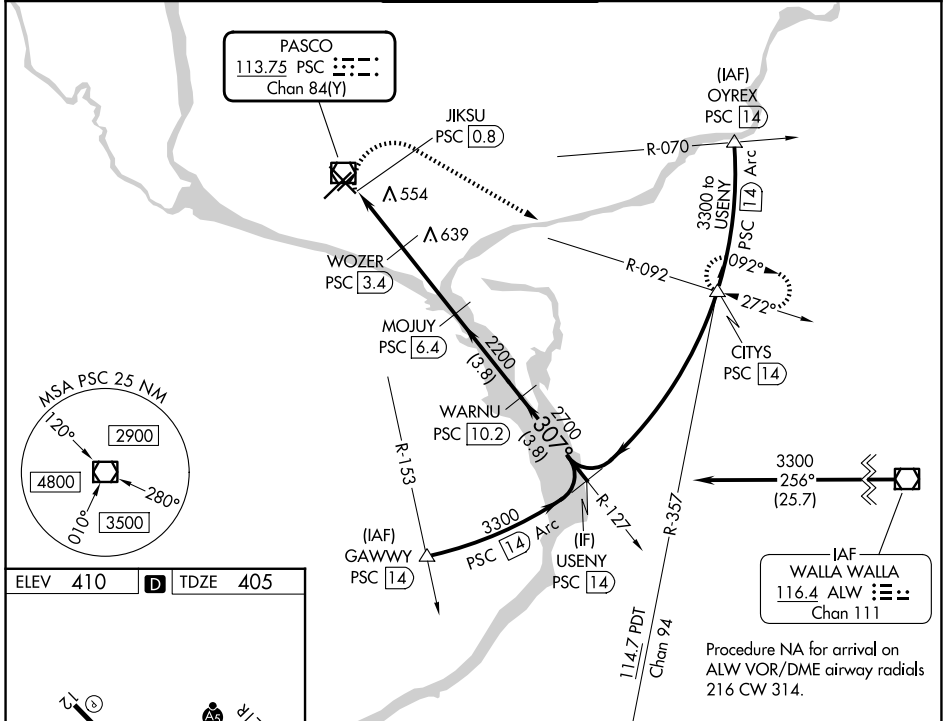 PASCO
113.75 PSC
Chan 84(Y)
(IAF)
OYREX
PSC 14
JIKSU
PSC 0.8
R-070
554
3300 to
USENY
PSC 14 Arc
639
WOZER
PSC 3.4
R-092
092°
272°
MOJUY
PSC 6.4
CITYS
PSC 14
2200
(3.8)
MSA PSC 25 NM
120°
2900
4800
280°
010°
3500
WARNU
PSC 10.2
2700
307°
(3.8)
R-153
R-127
R-357
3300
256°
(25.7)
3300
PSC 14 Arc
(IAF)
GAWWY
PSC 14
(IF)
USENY
PSC 14
IAF
WALLA WALLA
116.4 ALW
Chan 111
114.7 PDT
Chan 94
Procedure NA for arrival on
ALW VOR/DME airway radials
216 CW 314.
ELEV 410 D TDZE 405
12
P
A5